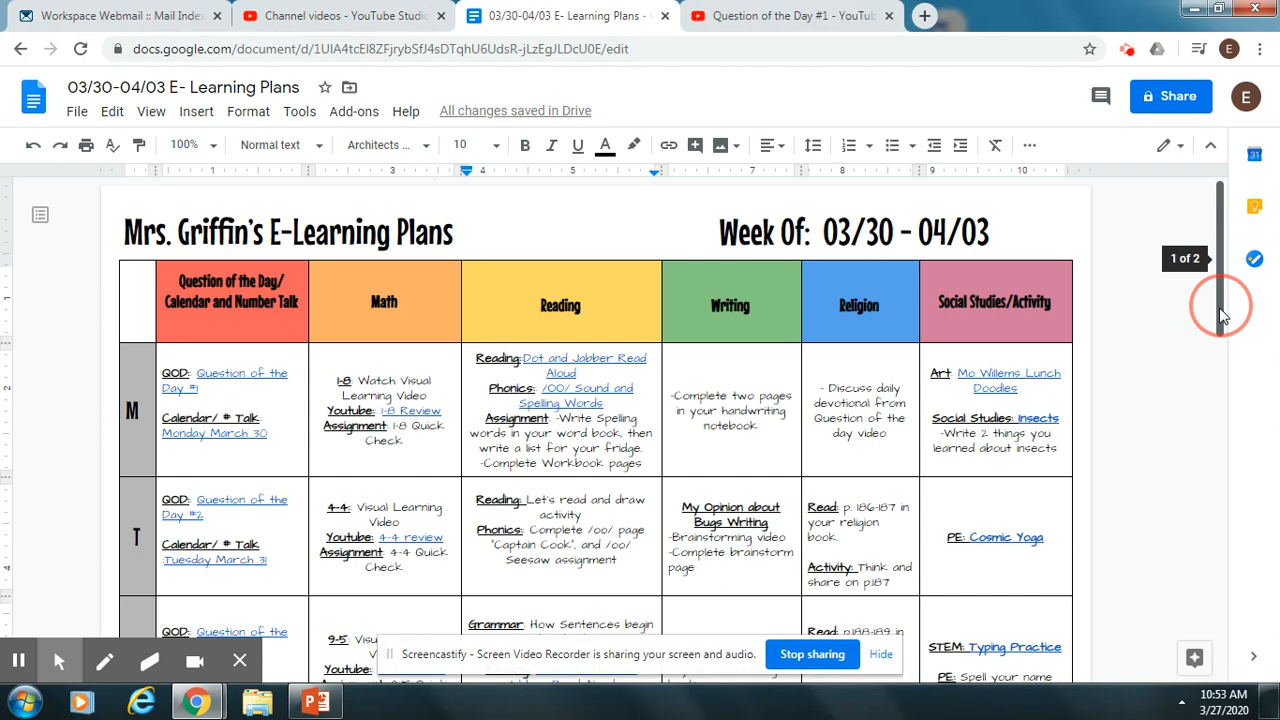 Workspace Webmail :: Mail Index
Channel videos - YouTube Studio
03/30-04/03 E- Learning Plans -
Question of the Day #1 - YouTube
03/30-04/03 E- Learning Plans
File Edit View Insert Format Tools Add-ons Help All changes saved in Drive
Share
E
E
100% Normal text Architects ... 10 B I U A
31
1 2 3 4 5 6 7 8 9 10
Mrs. Griffin's E-Learning Plans Week Of: 03/30 - 04/03
1 of 2
Question of the Day/
Calendar and Number Talk
Math
Reading
Writing
Religion
Social Studies/Activity
M
QOD: Question of the
Day #1
Calendar/ # Talk:
Monday March 30
1-8: Watch Visual
Learning Video
Youtube: 1-8 Review
Assignment: 1-8 Quick
Check
Reading: Dot and Jabber Read
Aloud
Phonics: /OO/ Sound and
Spelling Words
Assignment: -Write Spelling
words in your word book, then
write a list for your fridge.
-Complete Workbook pages
-Complete two pages
in your handwriting
notebook
- Discuss daily
devotional from
Question of the
day video
Art: Mo Willems Lunch
Doodles
Social Studies: Insects
-Write 2 things you
learned about insects
T
QOD: Question of the
Day #2
Calendar/ # Talk:
Tuesday March 31
4-4: Visual Learning
Video
Youtube: 4-4 review
Assignment: 4-4 Quick
Check
Reading: Let's read and draw
activity
Phonics: Complete /oo/ page
"Captain Cook", and /oo/
Seesaw assignment
My Opinion about
Bugs Writing
-Brainstorming video
-Complete brainstorm
page
Read: p. 186-187 in
your religion
book.
Activity: Think and
share on p.187
PE: Cosmic Yoga
QOD: Question of the
Grammar: How Sentences begin
Read: p.188-189 in
STEM: Typing Practice
PE: Spell your name
Screencastify - Screen Video Recorder is sharing your screen and audio. Stop sharing Hide
10:53 AM
3/27/2020